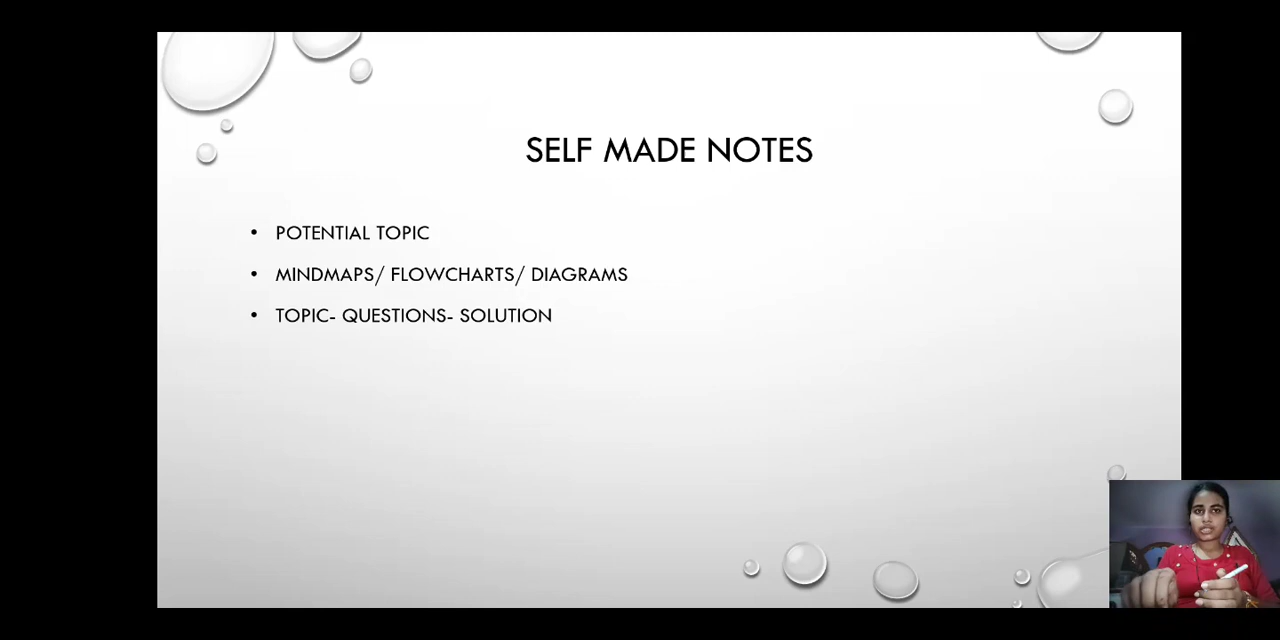 SELF MADE NOTES
• POTENTIAL TOPIC
• MINDMAPS/ FLOWCHARTS/ DIAGRAMS
• TOPIC- QUESTIONS- SOLUTION